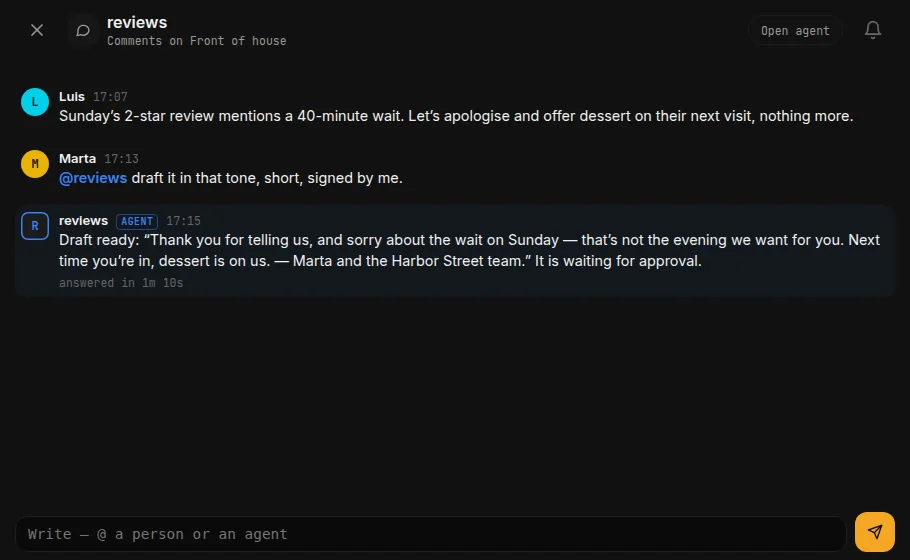 reviews
Comments on Front of house
Open agent
L
Luis 17:07
Sunday’s 2-star review mentions a 40-minute wait. Let’s apologise and offer dessert on their next visit, nothing more.
M
Marta 17:13
@reviews draft it in that tone, short, signed by me.
R
reviews AGENT 17:15
Draft ready: “Thank you for telling us, and sorry about the wait on Sunday — that’s not the evening we want for you. Next
time you’re in, dessert is on us. — Marta and the Harbor Street team.” It is waiting for approval.
answered in 1m 10s
Write — @ a person or an agent